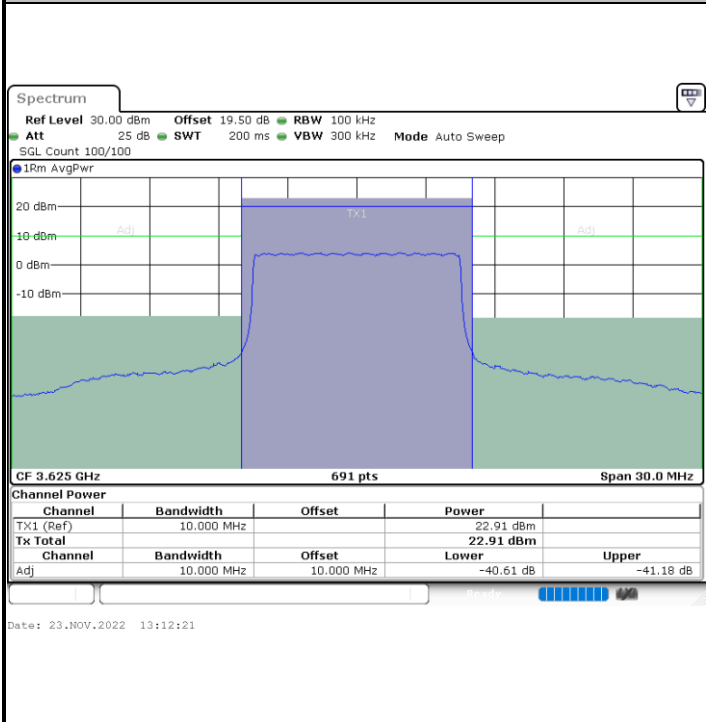 Spectrum
Ref Level 30.00 dBm Offset 19.50 dB RBW 100 kHz
Att 25 dB SWT 200 ms VBW 300 kHz Mode Auto Sweep
SGL Count 100/100
1Rm AvgPwr
20 dBm
TX1
Adj
Adj
10 dBm
0 dBm
-10 dBm
CF 3.625 GHz 691 pts Span 30.0 MHz
Channel Power
Channel Bandwidth Offset Power
TX1 (Ref) 10.000 MHz 22.91 dBm
Tx Total 22.91 dBm
Channel Bandwidth Offset Lower Upper
Adj 10.000 MHz 10.000 MHz -40.61 dB -41.18 dB
Ready
Date: 23.NOV.2022 13:12:21